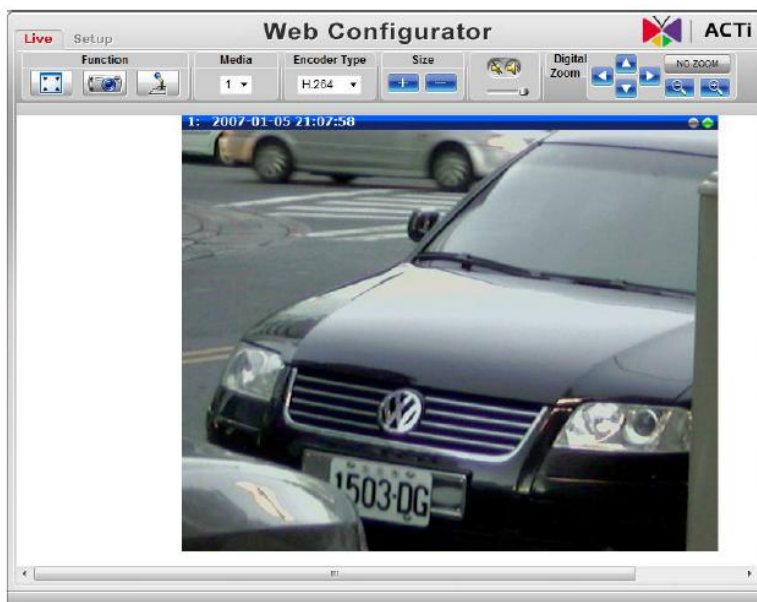 Live Setup Web Configurator ACTi
Function Media Encoder Type Size Digital Zoom
1 H.264 NO ZOOM
1: 2007-01-05 21:07:58
1503-DG